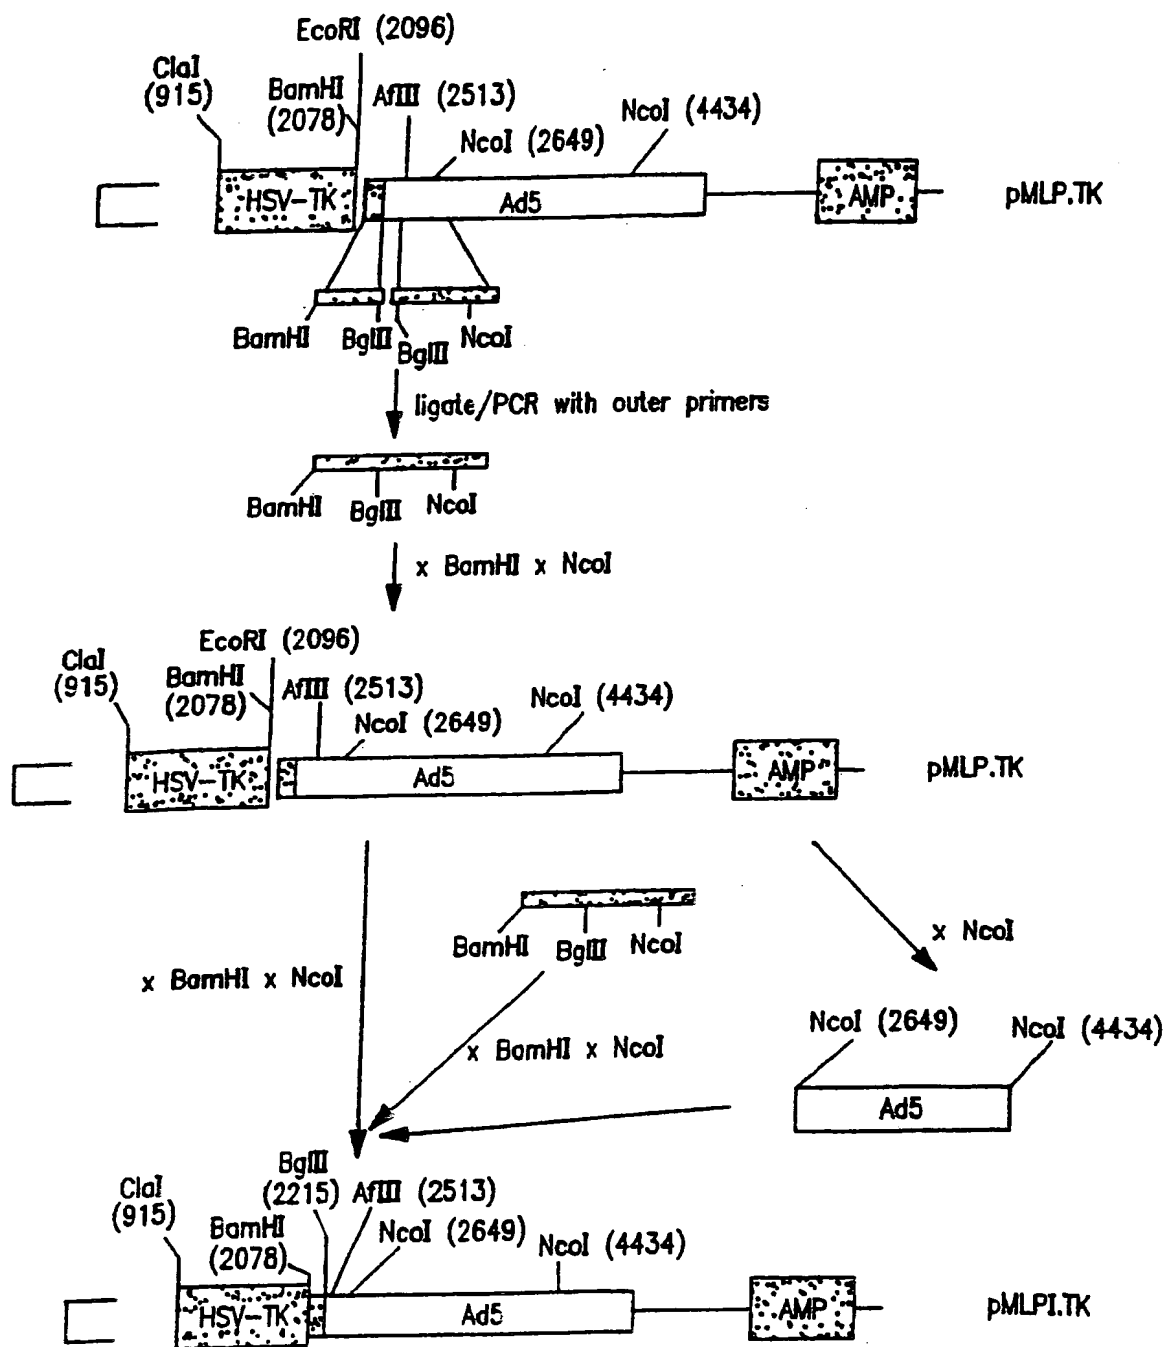 EcoRI (2096)
ClaI
(915)
BamHI
(2078)
AflII (2513)
NcoI (2649)
NcoI (4434)
HSV-TK
Ad5
AMP
pMLP.TK
BamHI
BglII
BglII
NcoI
ligate/PCR with outer primers
BamHI
BglII
NcoI
x BamHI x NcoI
EcoRI (2096)
ClaI
(915)
BamHI
(2078)
AflII (2513)
NcoI (2649)
NcoI (4434)
HSV-TK
Ad5
AMP
pMLP.TK
BamHI
BglII
NcoI
x NcoI
x BamHI x NcoI
x BamHI x NcoI
NcoI (2649)
NcoI (4434)
Ad5
BglII
(2215)
AflII (2513)
ClaI
(915)
BamHI
(2078)
NcoI (2649)
NcoI (4434)
HSV-TK
Ad5
AMP
pMLPI.TK